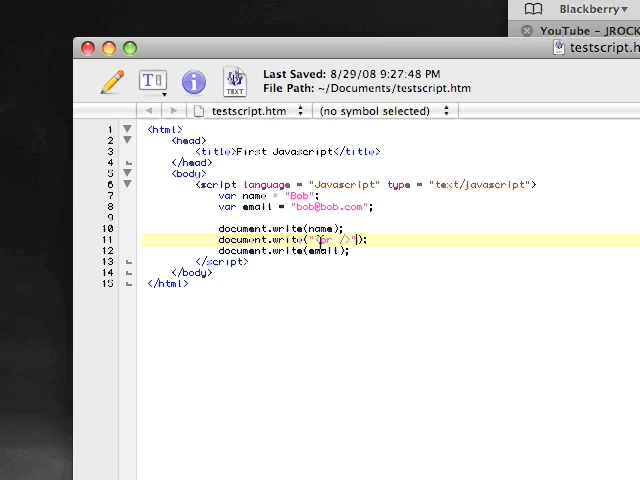 Blackberry▾
YouTube – JROCK
testscript.h
T
Last Saved: 8/29/08 9:27:48 PM
File Path: ~/Documents/testscript.htm
TEXT
testscript.htm
(no symbol selected)
1 <html>
2 <head>
3 <title>First Javascript</title>
4 </head>
5 <body>
6 <script language = "Javascript" type = "text/javascript">
7 var name = "Bob";
8 var email = "bob@bob.com";
9
10 document.write(name);
11 document.write("<br />");
12 document.write(email);
13 </script>
14 </body>
15 </html>